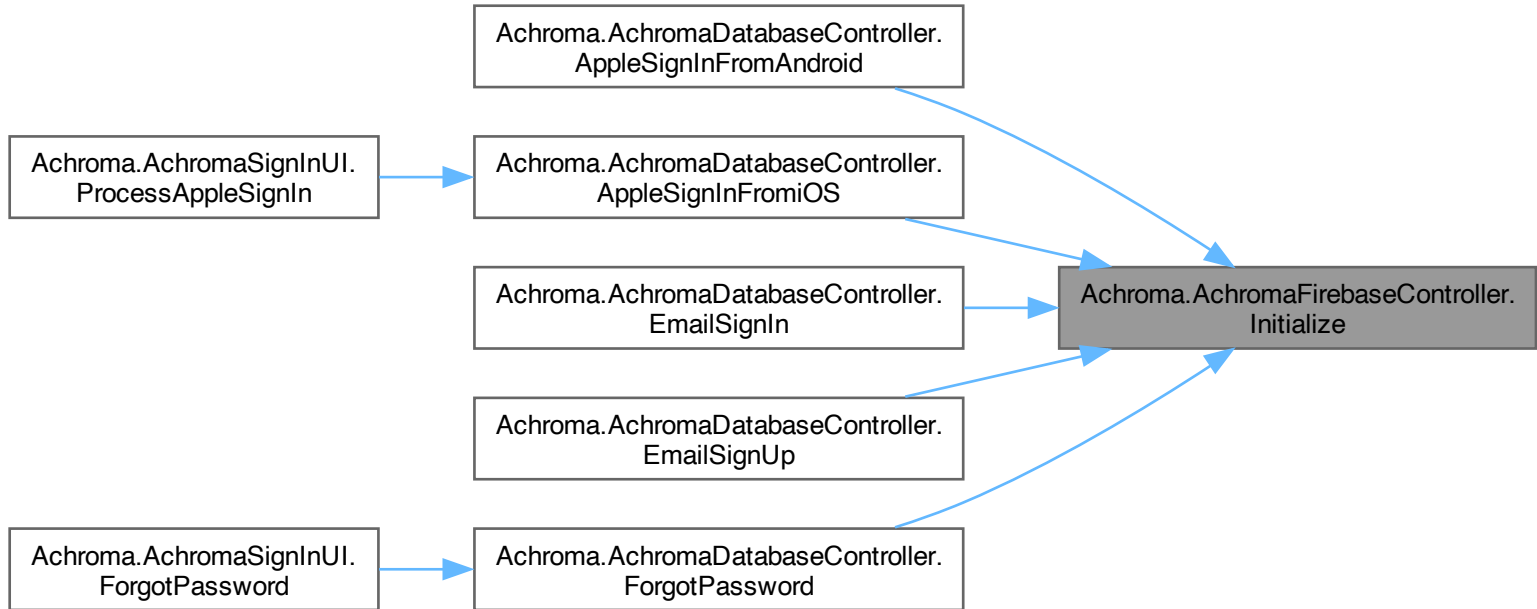 Achroma.AchromaDatabaseController.
AppleSignInFromAndroid
Achroma.AchromaSignInUI.
ProcessAppleSignIn
Achroma.AchromaDatabaseController.
AppleSignInFromiOS
Achroma.AchromaDatabaseController.
EmailSignIn
Achroma.AchromaFirebaseController.
Initialize
Achroma.AchromaDatabaseController.
EmailSignUp
Achroma.AchromaSignInUI.
ForgotPassword
Achroma.AchromaDatabaseController.
ForgotPassword